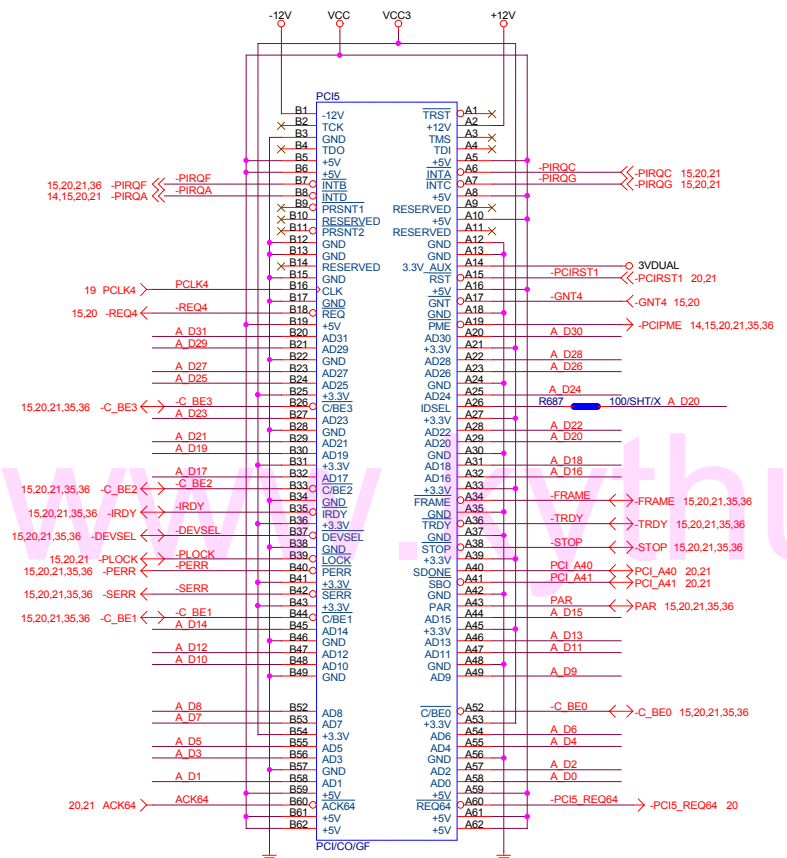 -12V VCC VCC3 +12V
PCI5
B1 -12V TRST A1
B2 TCK +12V A2
B3 GND TMS A3
B4 TDO TDI A4
B5 +5V +5V A5
B6 +5V INTA A6 -PIRQC -PIRQC 15,20,21
15,20,21,36 -PIRQF -PIRQF B7 INTB INTC A7 -PIRQG -PIRQG 15,20,21
14,15,20,21 -PIRQA -PIRQA B8 INTD +5V A8
B9 PRSNT1 RESERVED A9
B10 RESERVED +5V A10
B11 PRSNT2 RESERVED A11
B12 GND GND A12
B13 GND GND A13
B14 RESERVED 3.3V_AUX A14 3VDUAL
B15 GND RST A15 -PCIRST1 -PCIRST1 20,21
19 PCLK4 PCLK4 B16 CLK +5V A16
B17 GND GNT A17 -GNT4 -GNT4 15,20
15,20 -REQ4 -REQ4 B18 REQ GND A18
B19 +5V PME A19 -PCIPME 14,15,20,21,35,36
A_D31 B20 AD31 AD30 A20 A_D30
A_D29 B21 AD29 +3.3V A21
B22 GND AD28 A22 A_D28
A_D27 B23 AD27 AD26 A23 A_D26
A_D25 B24 AD25 GND A24
B25 +3.3V AD24 A25 A_D24
15,20,21,35,36 -C_BE3 -C_BE3 B26 C/BE3 IDSEL A26 R687 100/SHT/X A_D20
A_D23 B27 AD23 +3.3V A27
B28 GND AD22 A28 A_D22
A_D21 B29 AD21 AD20 A29 A_D20
A_D19 B30 AD19 GND A30
B31 +3.3V AD18 A31 A_D18
A_D17 B32 AD17 AD16 A32 A_D16
15,20,21,35,36 -C_BE2 -C_BE2 B33 C/BE2 +3.3V A33
B34 GND FRAME A34 -FRAME -FRAME 15,20,21,35,36
15,20,21,35,36 -IRDY -IRDY B35 IRDY GND A35
B36 +3.3V TRDY A36 -TRDY -TRDY 15,20,21,35,36
15,20,21,35,36 -DEVSEL -DEVSEL B37 DEVSEL GND A37
B38 GND STOP A38 -STOP -STOP 15,20,21,35,36
15,20,21 -PLOCK -PLOCK B39 LOCK +3.3V A39
15,20,21,35,36 -PERR -PERR B40 PERR SDONE A40 PCI_A40 PCI_A40 20,21
B41 +3.3V SBO A41 PCI_A41 PCI_A41 20,21
15,20,21,35,36 -SERR -SERR B42 SERR GND A42
B43 +3.3V PAR A43 PAR PAR 15,20,21,35,36
15,20,21,35,36 -C_BE1 -C_BE1 B44 C/BE1 AD15 A44 A_D15
A_D14 B45 AD14 +3.3V A45
B46 GND AD13 A46 A_D13
A_D12 B47 AD12 AD11 A47 A_D11
A_D10 B48 AD10 GND A48
B49 GND AD9 A49 A_D9
A_D8 B52 AD8 C/BE0 A52 -C_BE0 -C_BE0 15,20,21,35,36
A_D7 B53 AD7 +3.3V A53
B54 +3.3V AD6 A54 A_D6
A_D5 B55 AD5 AD4 A55 A_D4
A_D3 B56 AD3 GND A56
B57 GND AD2 A57 A_D2
A_D1 B58 AD1 AD0 A58 A_D0
B59 +5V +5V A59
20,21 ACK64 ACK64 B60 ACK64 REQ64 A60 -PCI5_REQ64 -PCI5_REQ64 20
B61 +5V +5V A61
B62 +5V +5V A62
PCI/CO/GF
www.kythu